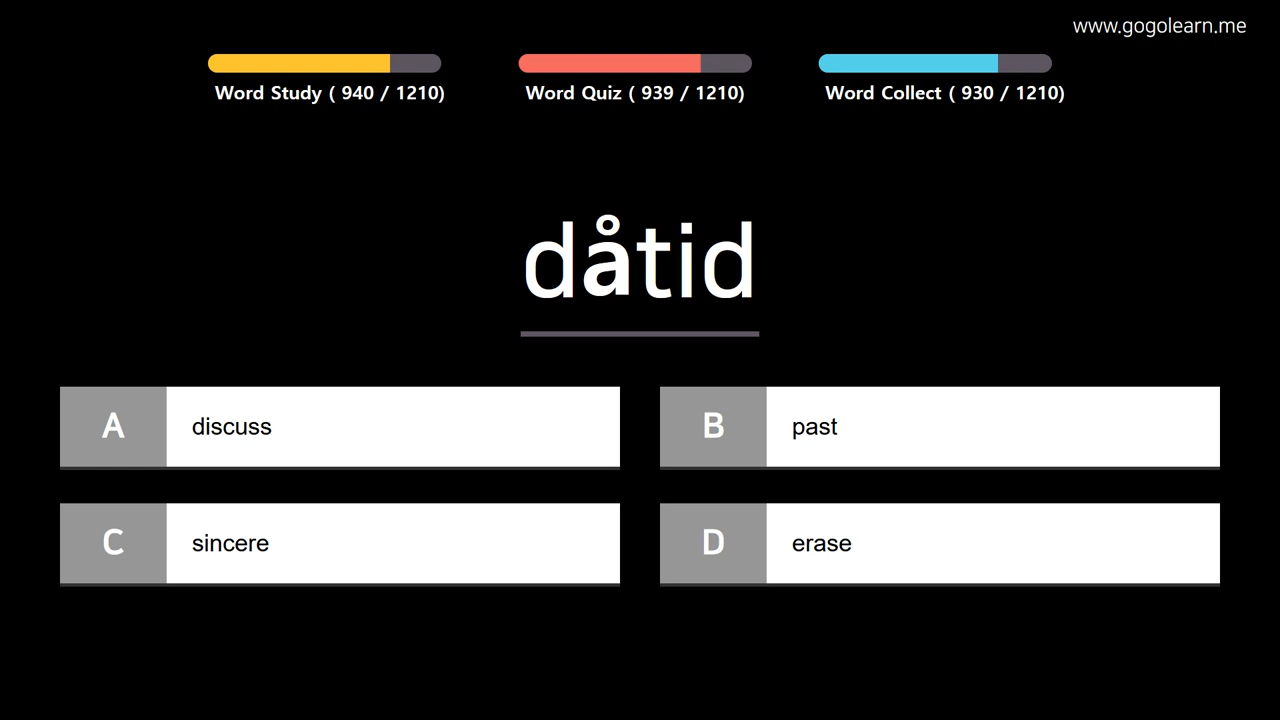 www.gogolearn.me
Word Study ( 940 / 1210)
Word Quiz ( 939 / 1210)
Word Collect ( 930 / 1210)
dåtid
A discuss
B past
C sincere
D erase